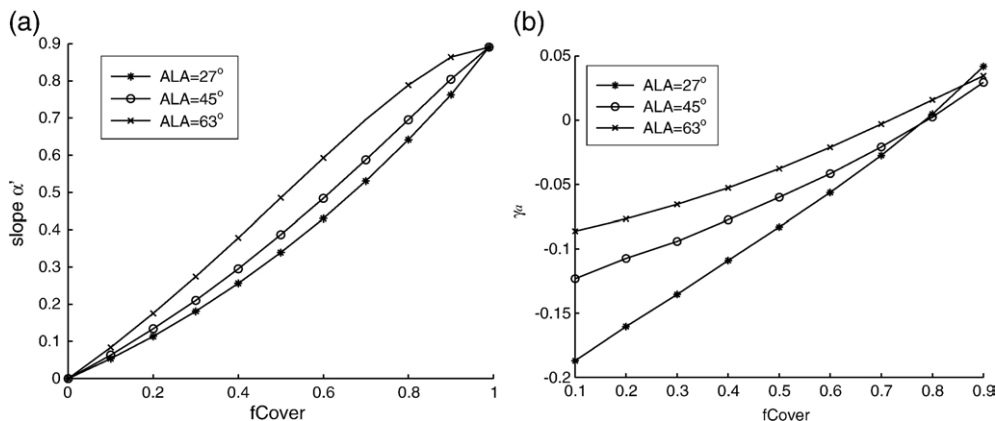 (a)
0.9
0.8
0.7
0.6
0.5
0.4
0.3
0.2
0.1
0
slope α'
ALA=27°
ALA=45°
ALA=63°
0 0.2 0.4 0.6 0.8 1
fCover
(b)
0.05
0
-0.05
-0.1
-0.15
-0.2
γa
ALA=27°
ALA=45°
ALA=63°
0.1 0.2 0.3 0.4 0.5 0.6 0.7 0.8 0.9
fCover